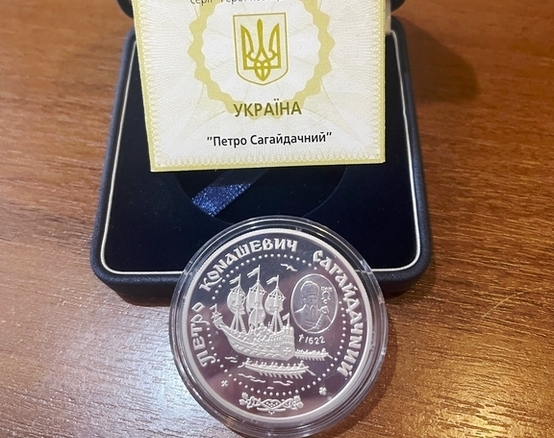 УКРАЇНА
"Петро Сагайдачний"
ПЕТРО КОНАШЕВИЧ САГАЙДАЧНИЙ
†1622